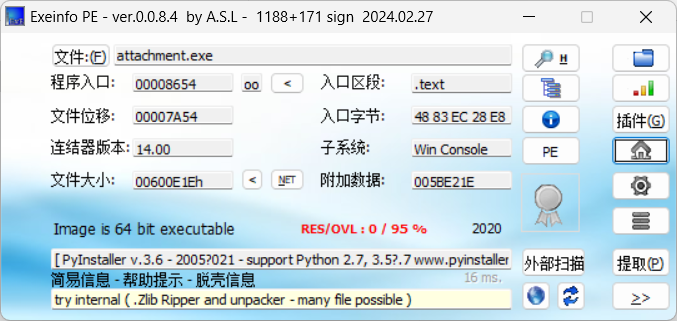 Exeinfo PE - ver.0.0.8.4 by A.S.L - 1188+171 sign 2024.02.27
文件:(F) attachment.exe H
程序入口: 00008654 oo < 入口区段: .text
文件位移: 00007A54 入口字节: 48 83 EC 28 E8 插件(G)
连结器版本: 14.00 子系统: Win Console PE
文件大小: 00600E1Eh < NET 附加数据: 005BE21E
Image is 64 bit executable RES/OVL : 0 / 95 % 2020
[ PyInstaller v.3.6 - 2005?021 - support Python 2.7, 3.5?.7 www.pyinstaller 外部扫描 提取(P)
简易信息 - 帮助提示 - 脱壳信息 16 ms.
try internal ( .Zlib Ripper and unpacker - many file possible ) >>